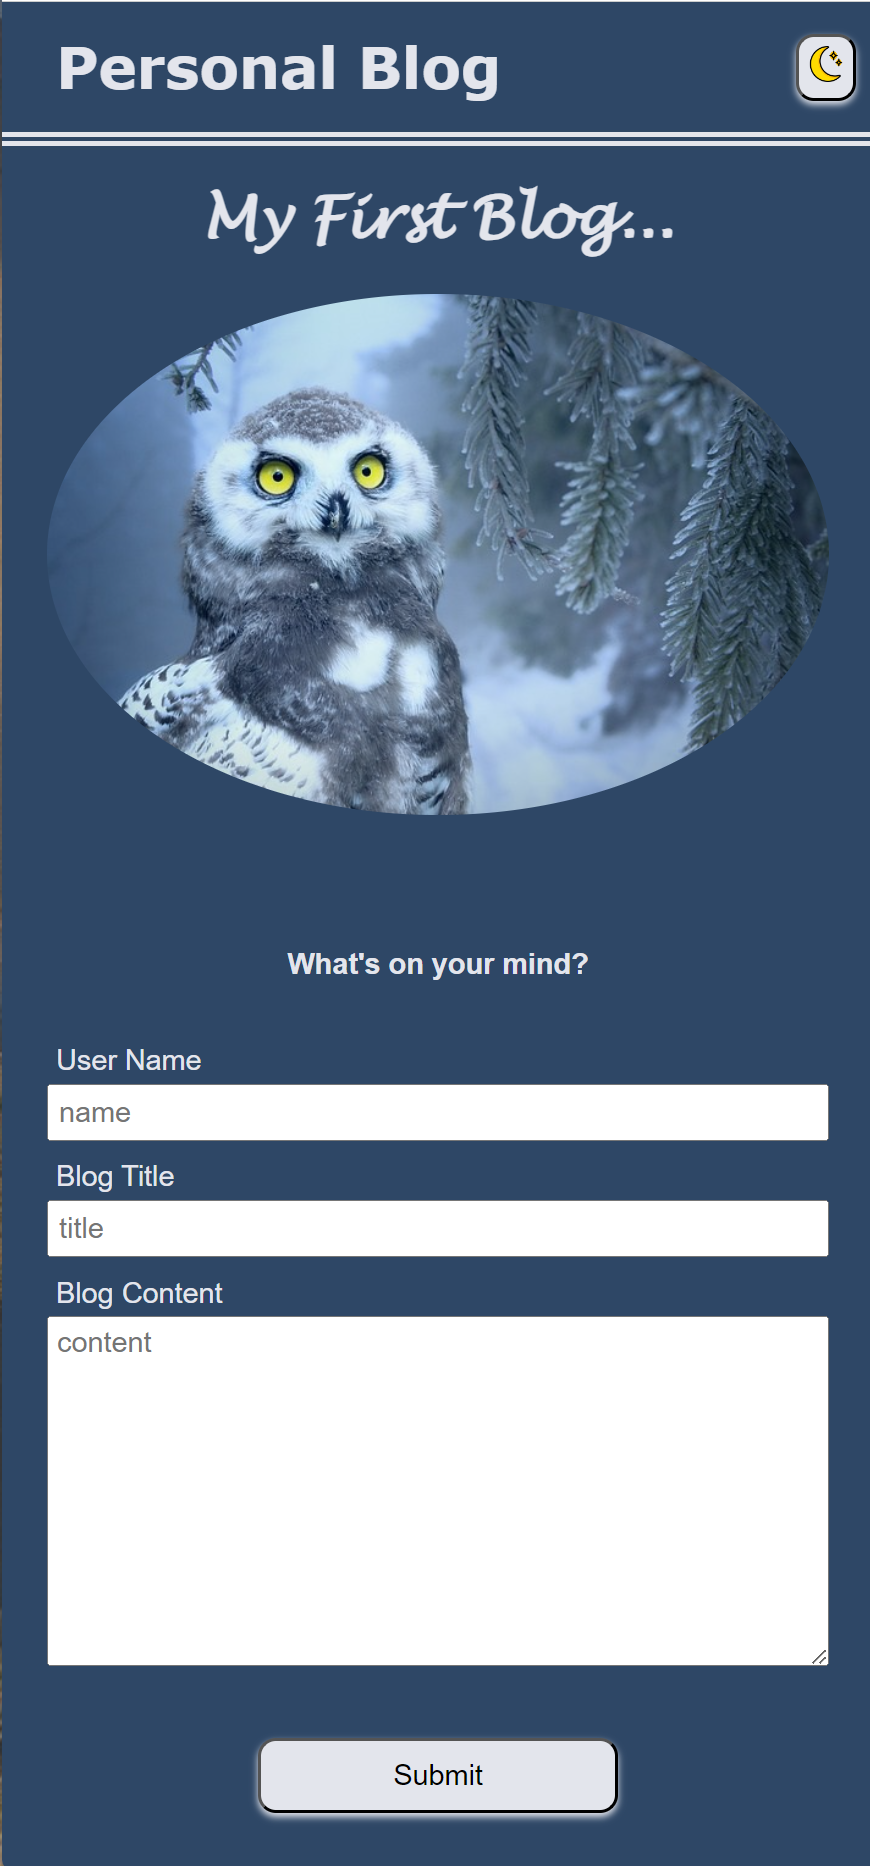 Personal Blog
My First Blog...
What's on your mind?
User Name
name
Blog Title
title
Blog Content
content
Submit